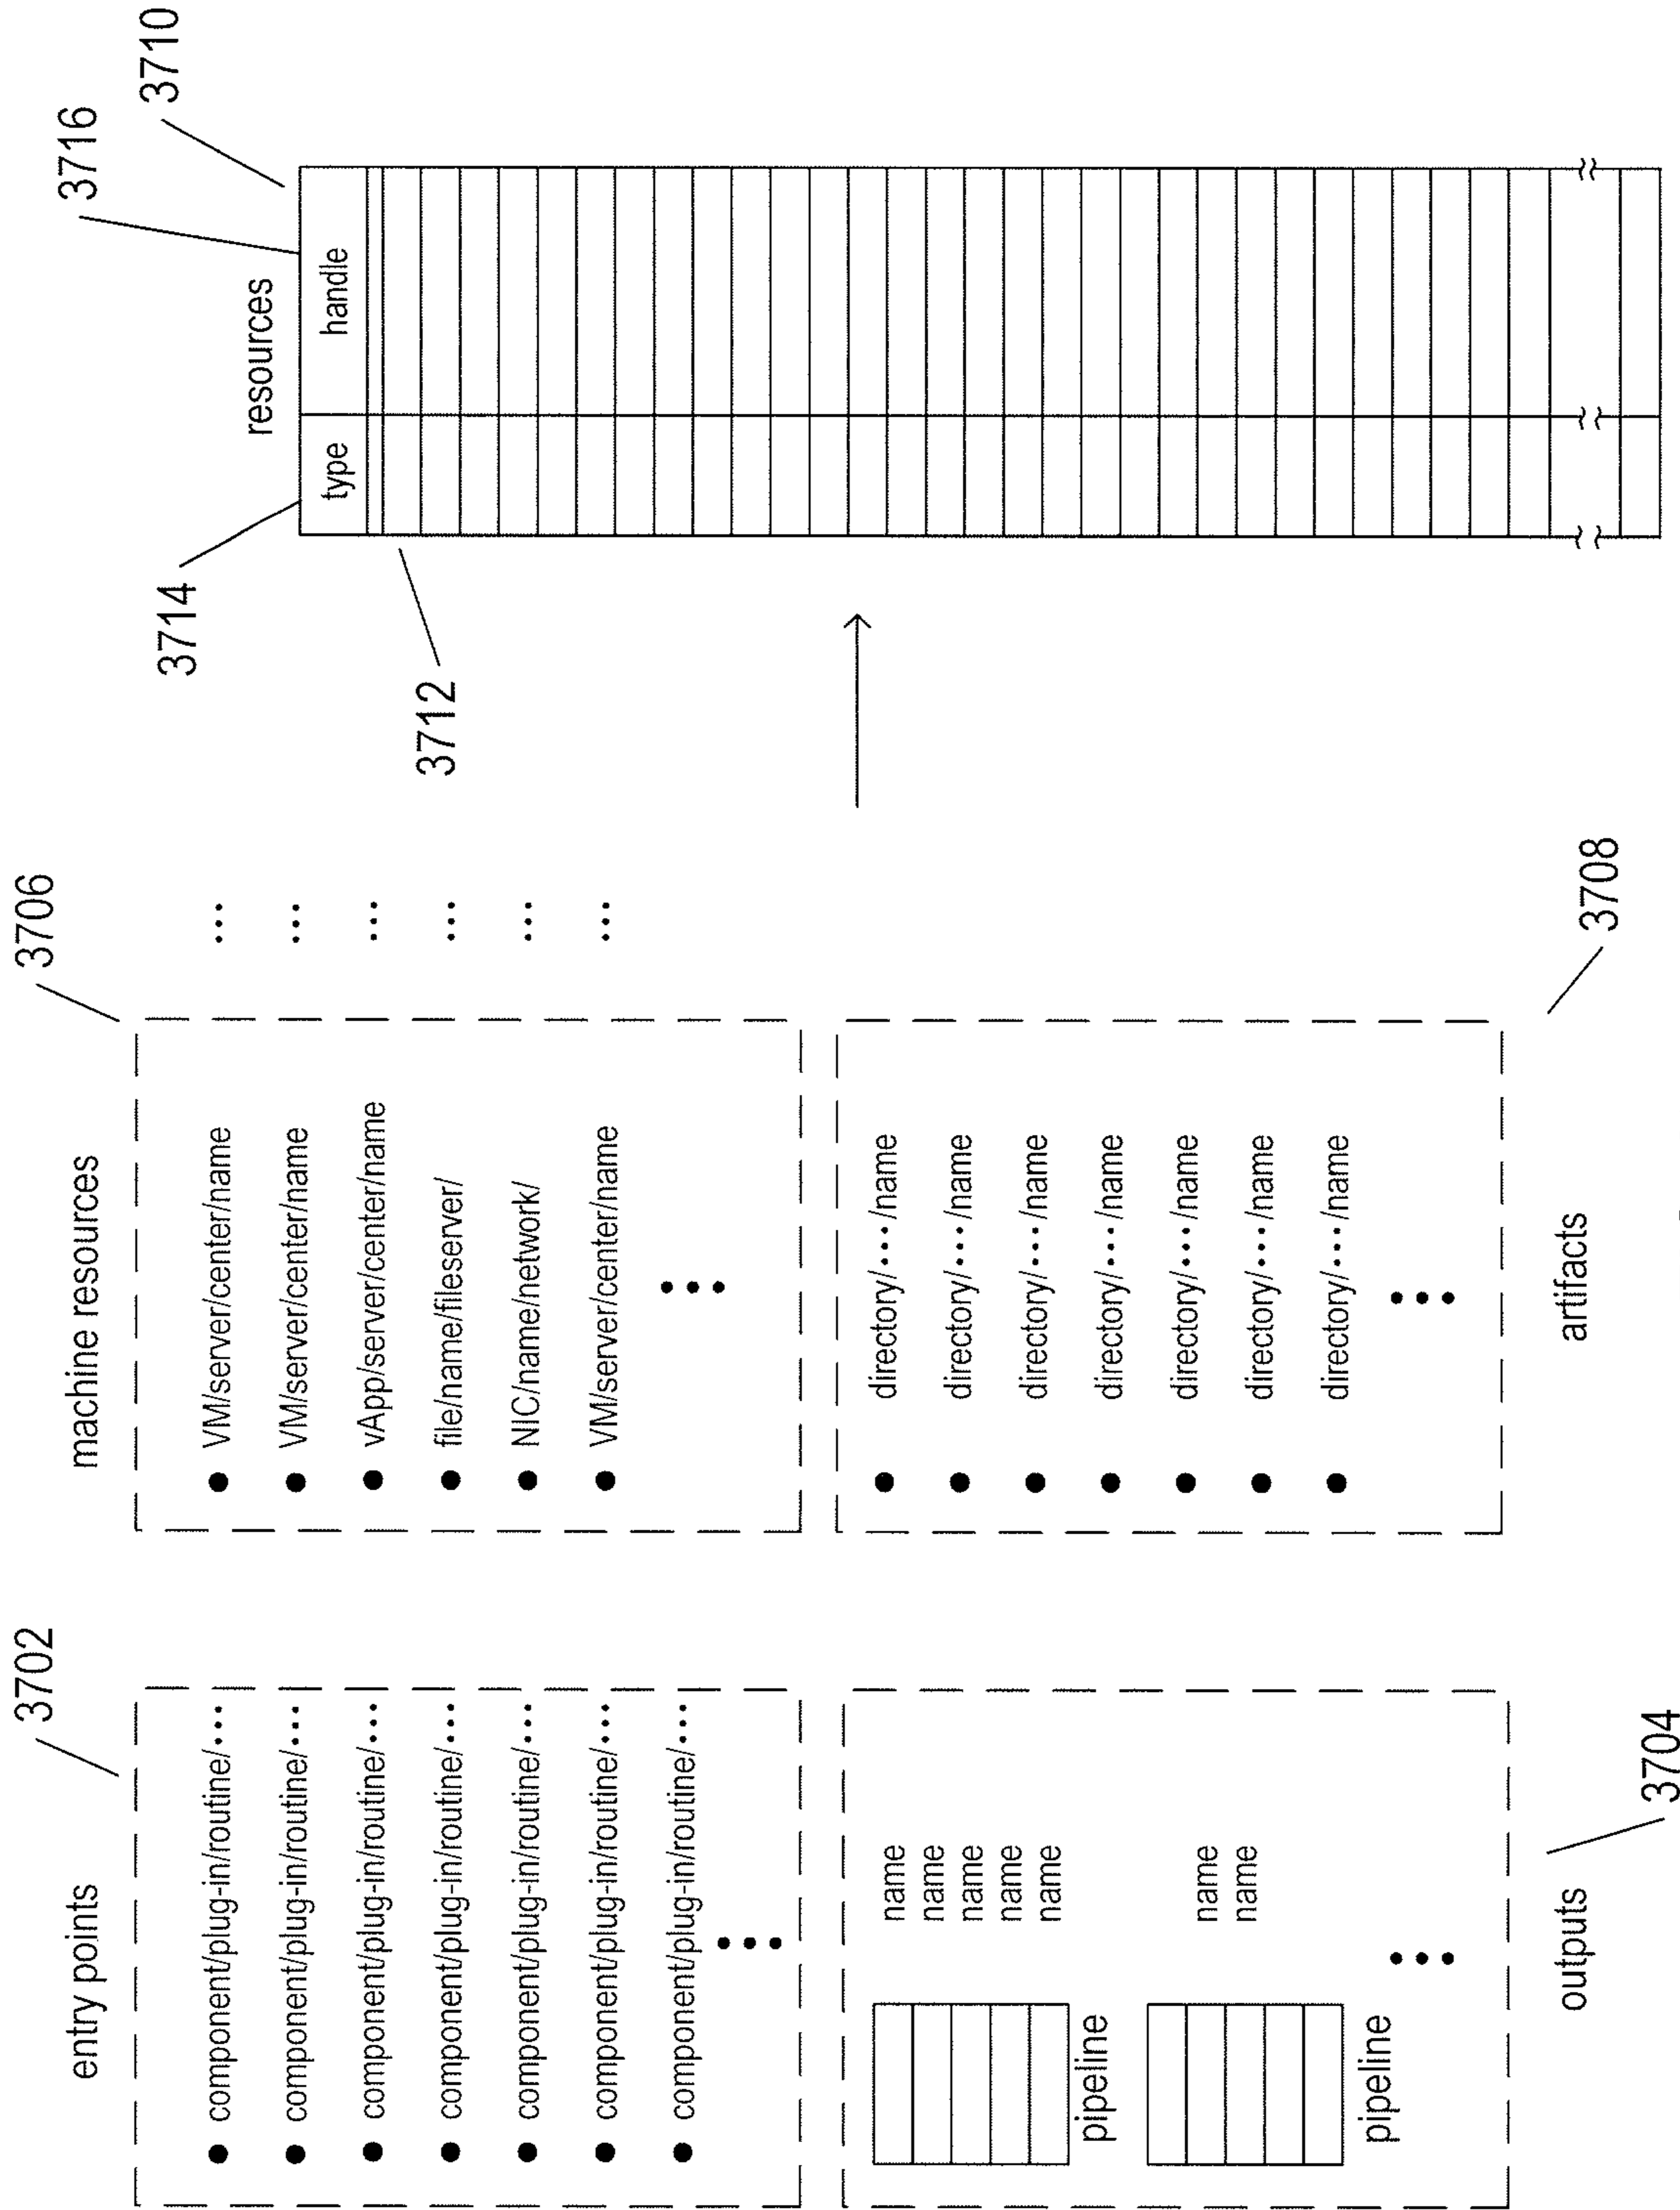 3702
entry points
● component/plug-in/routine/•••
● component/plug-in/routine/•••
● component/plug-in/routine/•••
● component/plug-in/routine/•••
● component/plug-in/routine/•••
● component/plug-in/routine/•••
● component/plug-in/routine/•••
•••
name
name
name
name
name
pipeline
name
name
pipeline
•••
outputs
3704
3706
machine resources
● VM/server/center/name •••
● VM/server/center/name •••
● vApp/server/center/name •••
● file/name/fileserver/ •••
● NIC/name/network/ •••
● VM/server/center/name •••
•••
● directory/•••/name
● directory/•••/name
● directory/•••/name
● directory/•••/name
● directory/•••/name
● directory/•••/name
● directory/•••/name
•••
artifacts
3708
3710
3716
resources
3714
type handle
3712